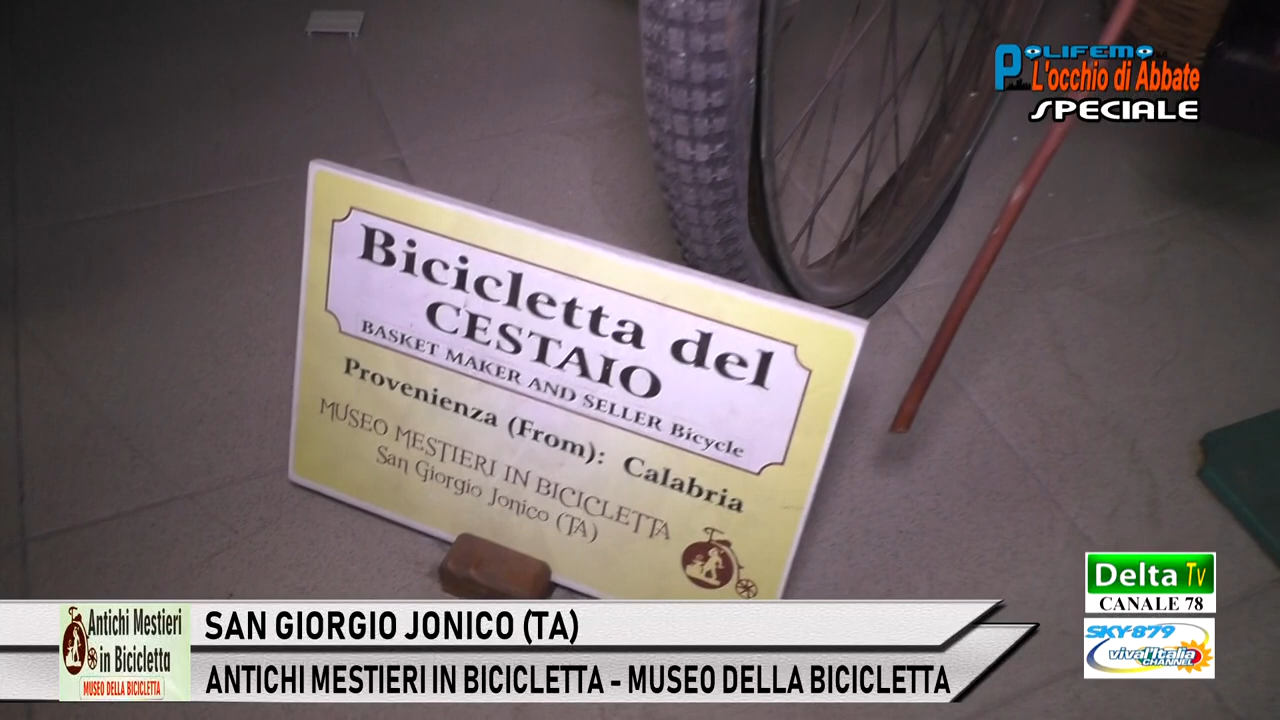 POLIFEMO
L'occhio di Abbate
SPECIALE
Bicicletta del
CESTAIO
BASKET MAKER AND SELLER Bicycle
Provenienza (From): Calabria
MUSEO MESTIERI IN BICICLETTA
San Giorgio Jonico (TA)
Delta Tv
CANALE 78
SKY-879
viva l'Italia
CHANNEL
Antichi Mestieri
in Bicicletta
MUSEO DELLA BICICLETTA
SAN GIORGIO JONICO (TA)
ANTICHI MESTIERI IN BICICLETTA - MUSEO DELLA BICICLETTA